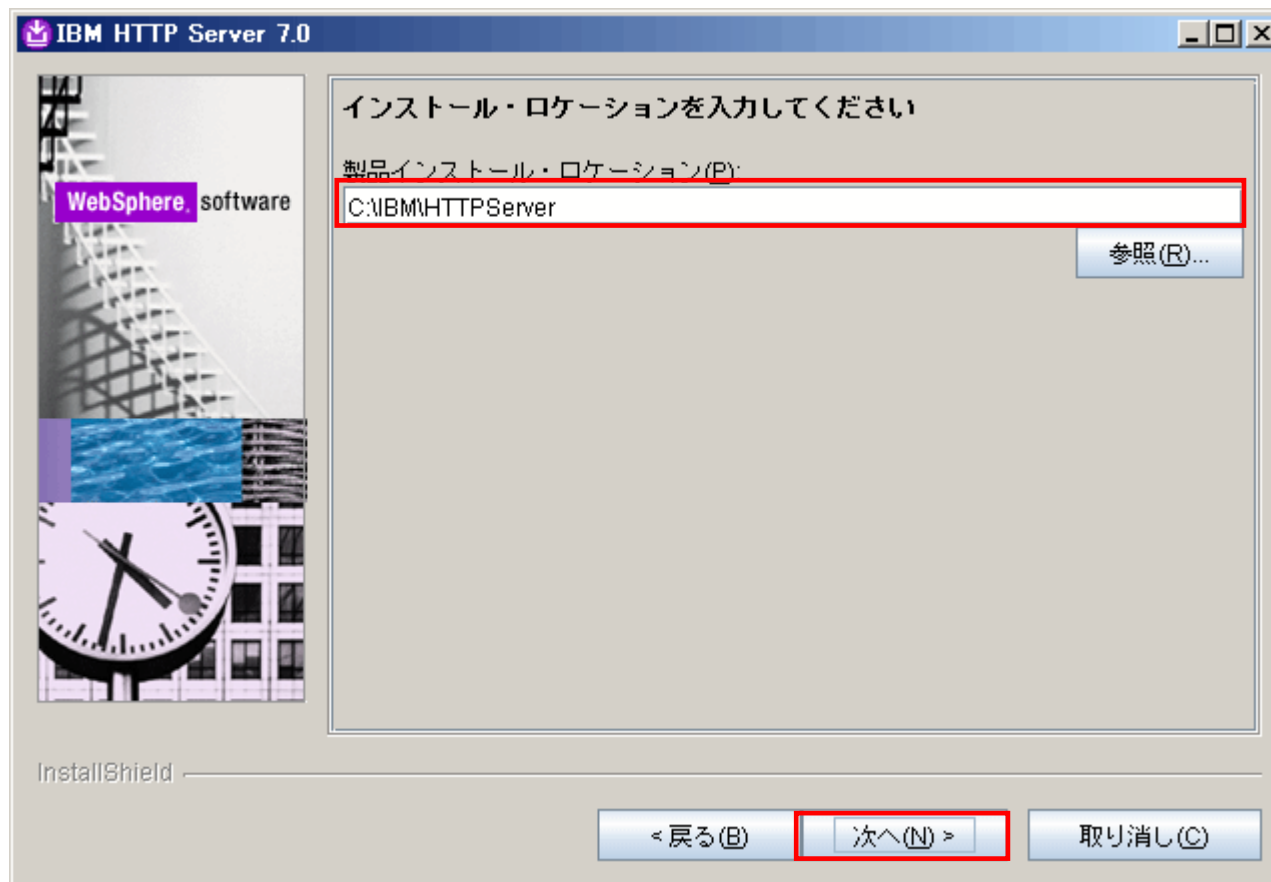 IBM HTTP Server 7.0
インストール・ロケーションを入力してください
製品インストール・ロケーション(P):
C:\IBM\HTTPServer
参照(R)...
WebSphere. software
InstallShield
< 戻る(B)
次へ(N) >
取り消し(C)